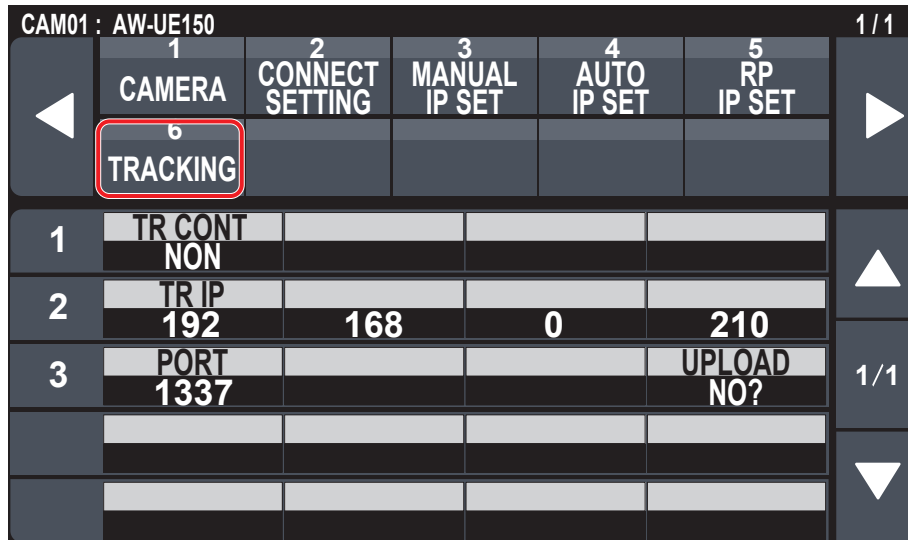 CAM01 : AW-UE150 1 / 1
1 2 3 4 5
CAMERA CONNECT SETTING MANUAL IP SET AUTO IP SET RP IP SET
6
TRACKING
1 TR CONT
NON
2 TR IP
192 168 0 210
3 PORT UPLOAD 1/1
1337 NO?